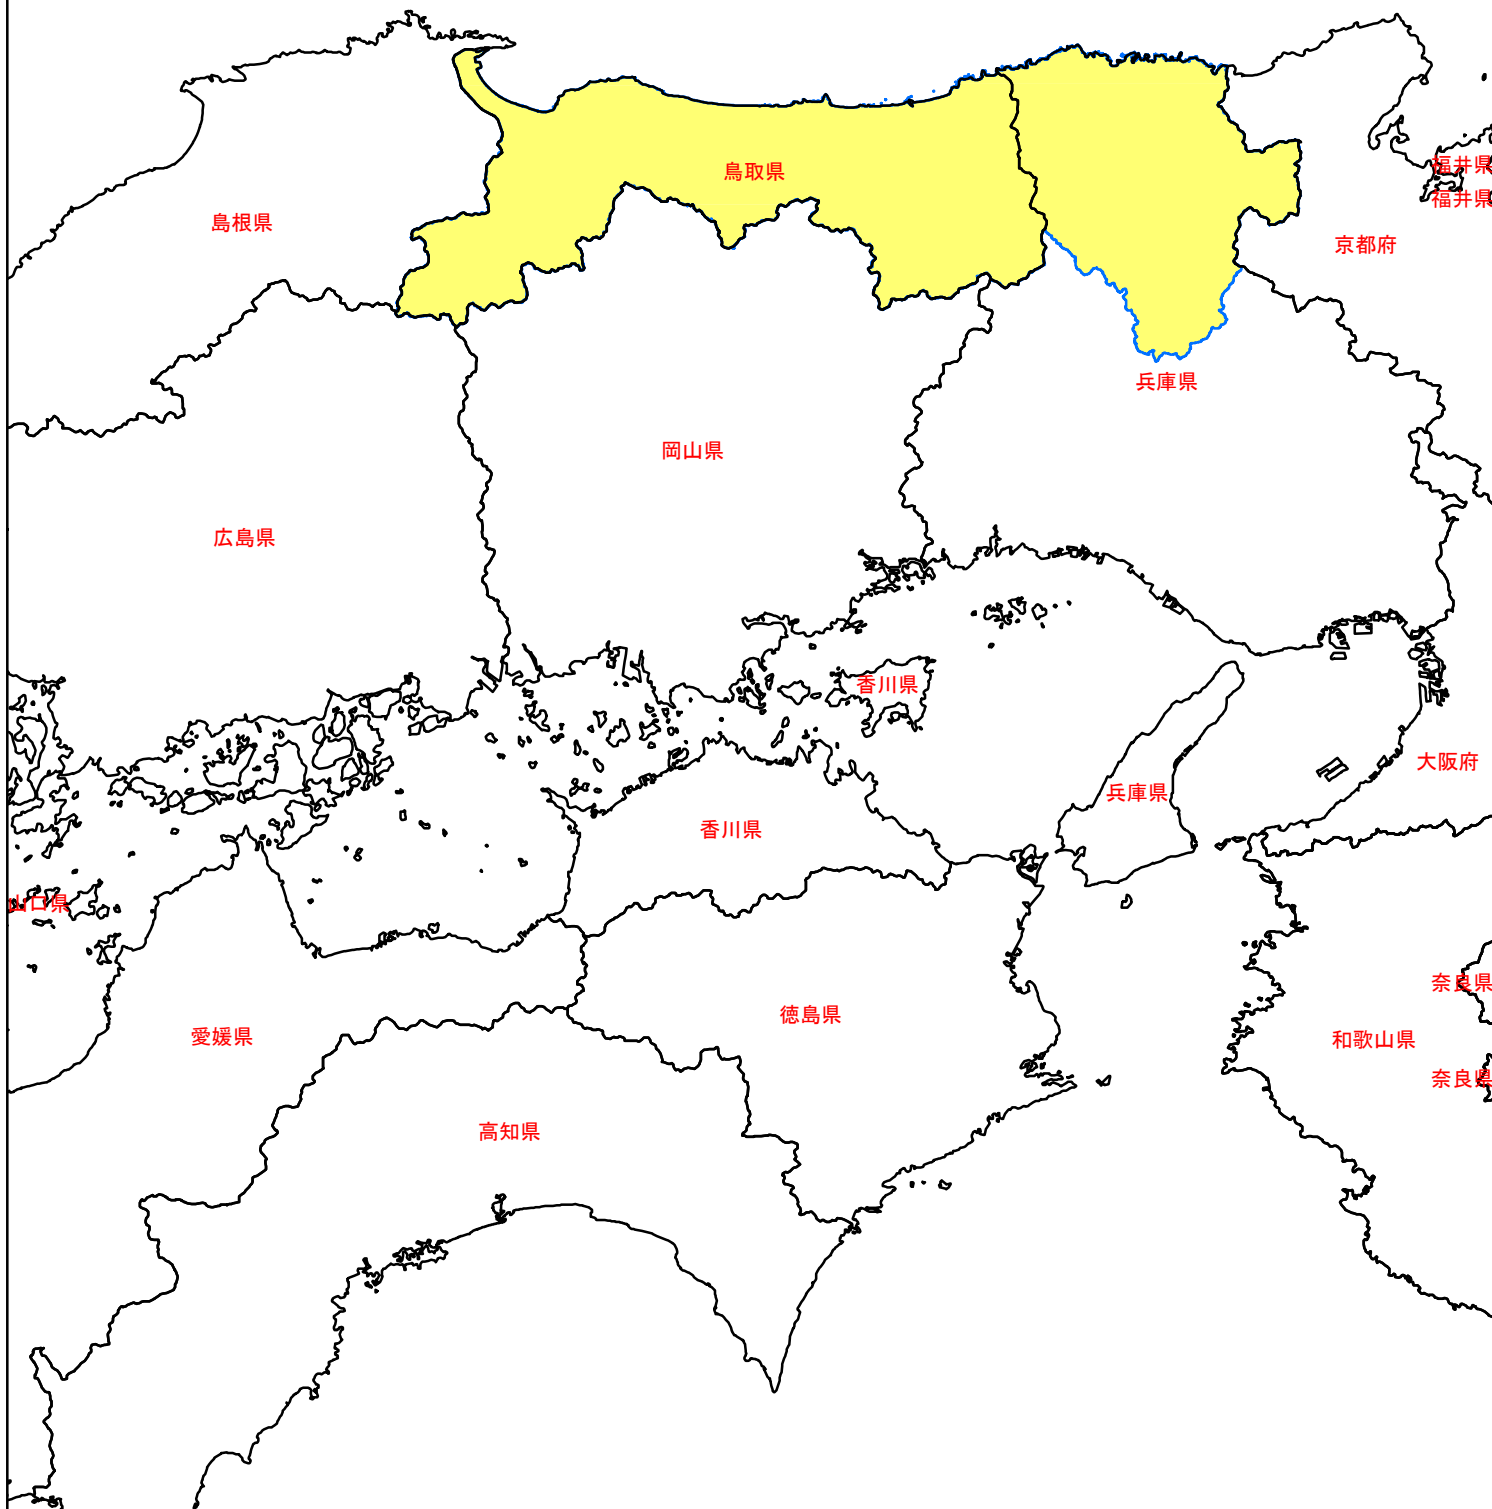 鳥取県
福井県
福井県
島根県
京都府
兵庫県
岡山県
広島県
香川県
大阪府
兵庫県
香川県
山口県
奈良県
徳島県
愛媛県
和歌山県
奈良県
高知県